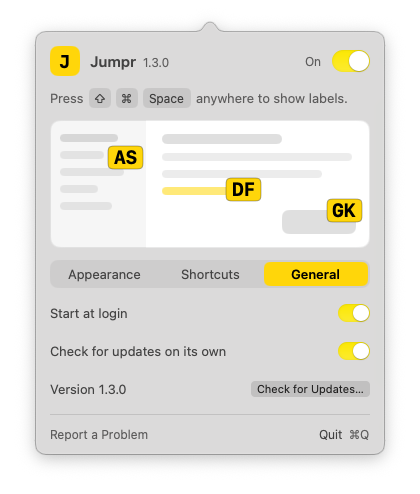 J Jumpr 1.3.0 On
Press ⇧ ⌘ Space anywhere to show labels.
AS
DF
GK
Appearance Shortcuts General
Start at login
Check for updates on its own
Version 1.3.0 Check for Updates...
Report a Problem Quit ⌘Q